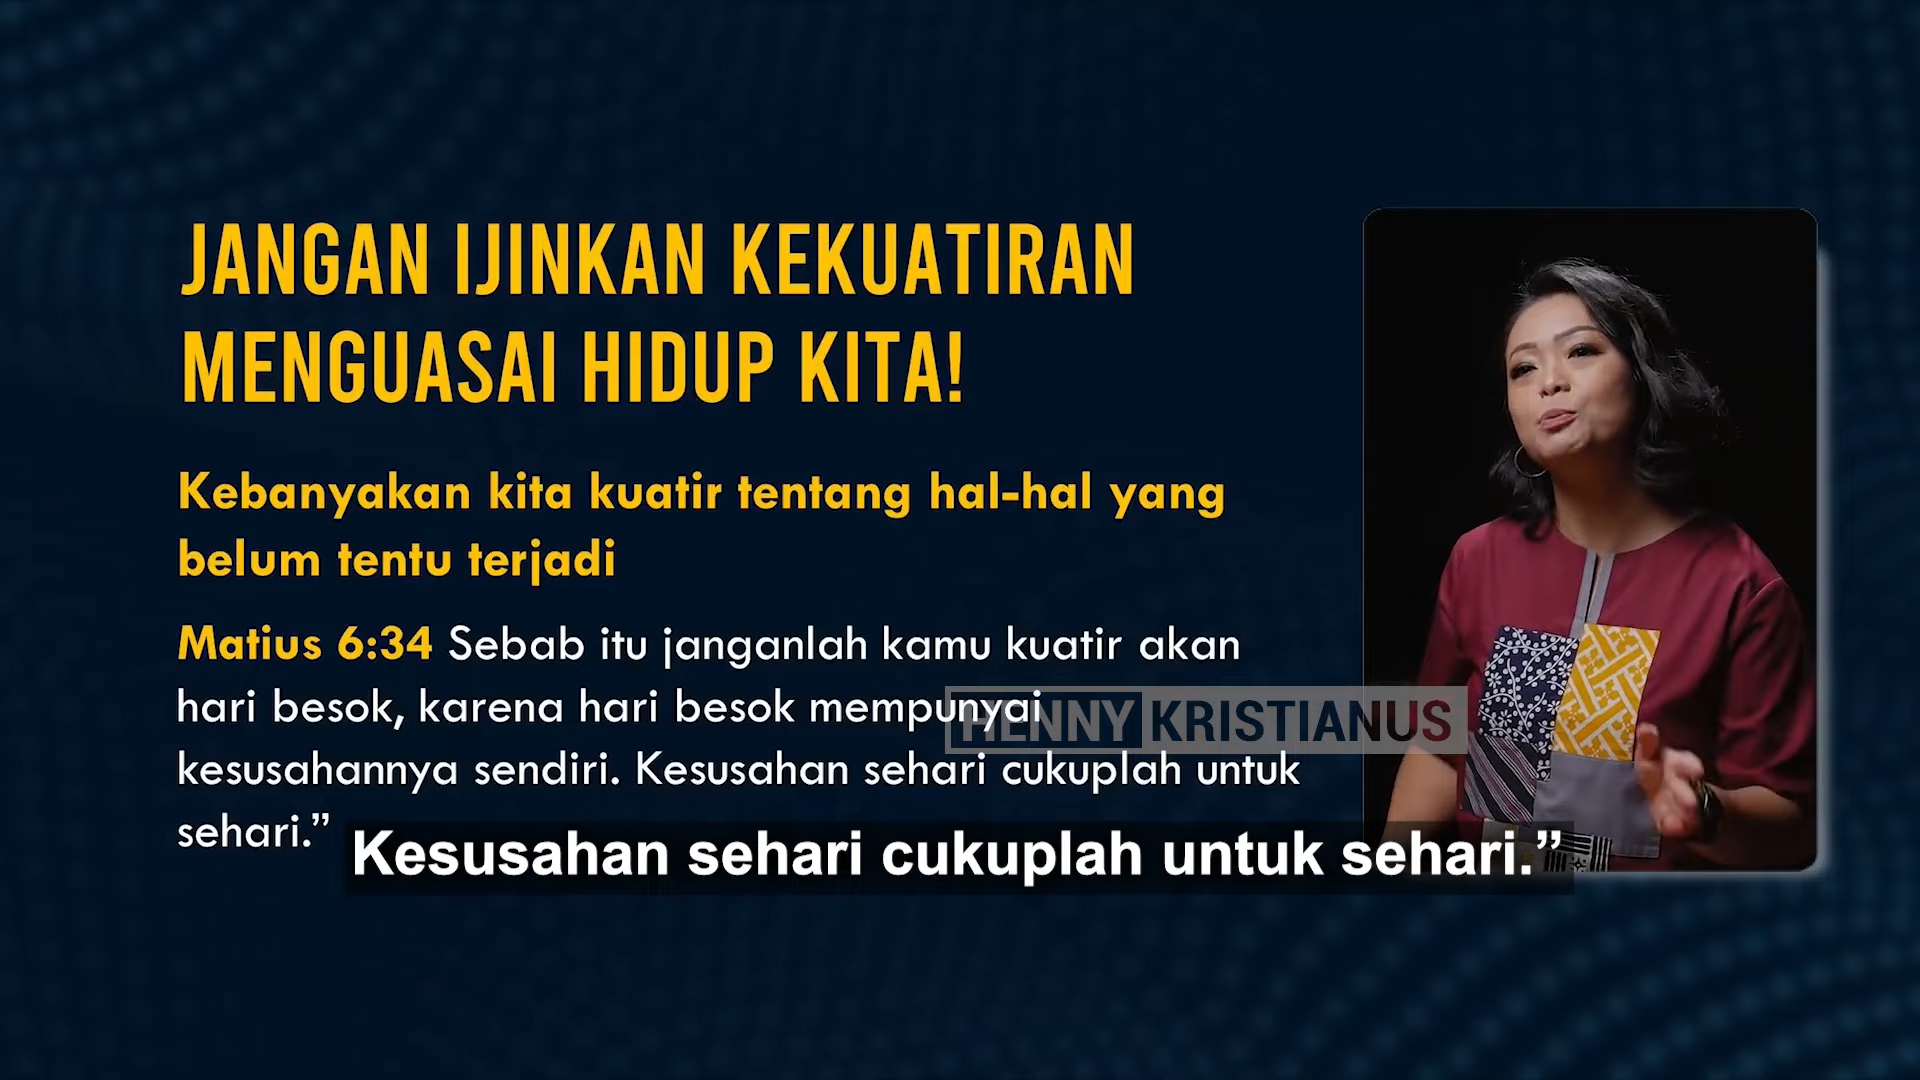 JANGAN IJINKAN KEKUATIRAN
MENGUASAI HIDUP KITA!
Kebanyakan kita kuatir tentang hal-hal yang
belum tentu terjadi
Matius 6:34 Sebab itu janganlah kamu kuatir akan
hari besok, karena hari besok mempunyai
HENNY KRISTIANUS
kesusahannya sendiri. Kesusahan sehari cukuplah untuk
sehari.”
Kesusahan sehari cukuplah untuk sehari.”